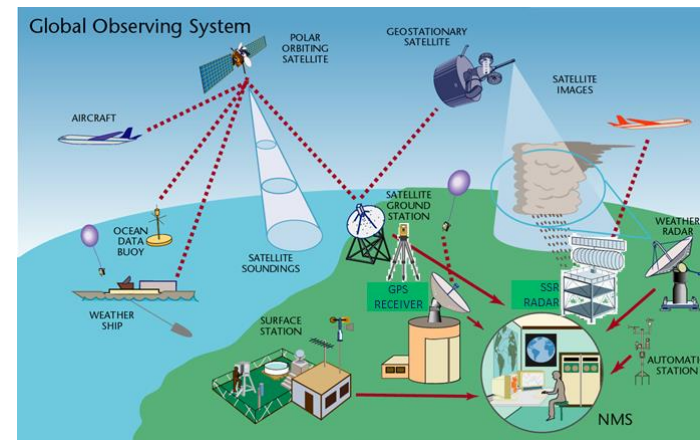 Global Observing System
POLAR
ORBITING
SATELLITE
GEOSTATIONARY
SATELLITE
SATELLITE
IMAGES
AIRCRAFT
OCEAN
DATA
BUOY
SATELLITE
SOUNDINGS
SATELLITE
GROUND
STATION
WEATHER
RADAR
GPS
RECEIVER
SSR
RADAR
WEATHER
SHIP
SURFACE
STATION
AUTOMATI
STATION
NMS